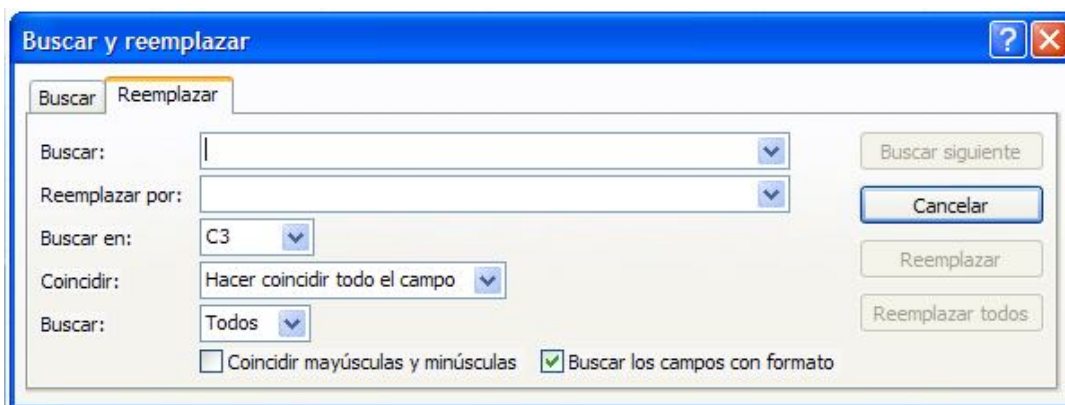 Buscar y reemplazar
Buscar Reemplazar
Buscar: Buscar siguiente
Reemplazar por: Cancelar
Buscar en: C3
Reemplazar
Coincidir: Hacer coincidir todo el campo
Buscar: Todos Reemplazar todos
Coincidir mayúsculas y minúsculas Buscar los campos con formato